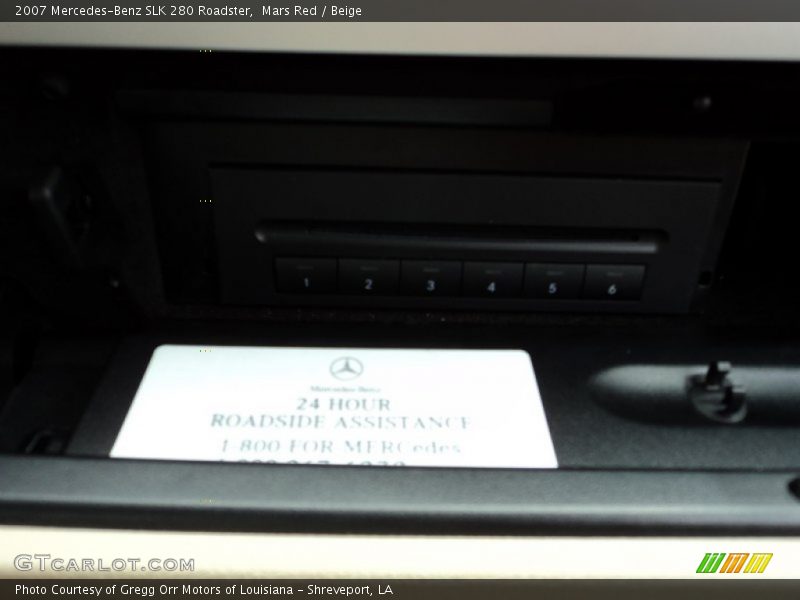 2007 Mercedes-Benz SLK 280 Roadster,  Mars Red / Beige
1 2 3 4 5 6
Mercedes-Benz
24 HOUR
ROADSIDE ASSISTANCE
1-800 FOR MERCedes
GTCARLOT.COM
Photo Courtesy of Gregg Orr Motors of Louisiana - Shreveport, LA